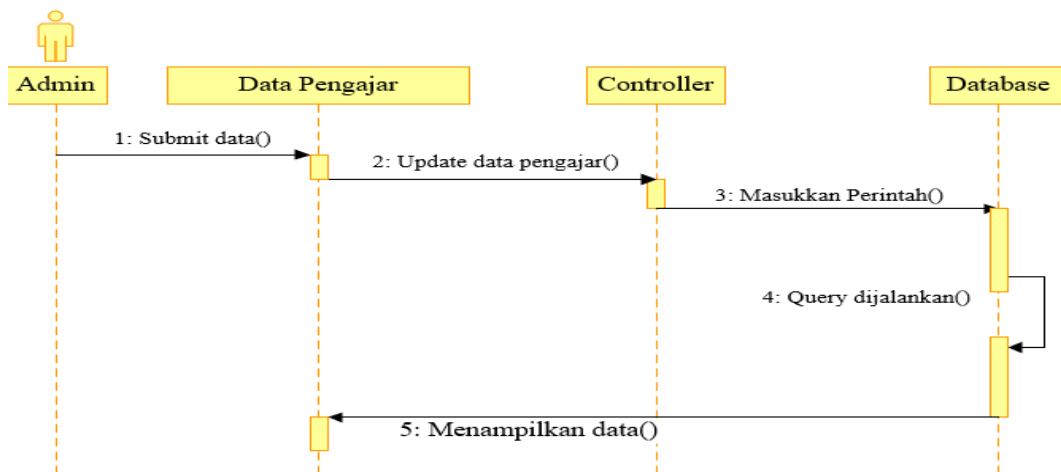 Admin
Data Pengajar
Controller
Database
1: Submit data()
2: Update data pengajar()
3: Masukkan Perintah()
4: Query dijalankan()
5: Menampilkan data()